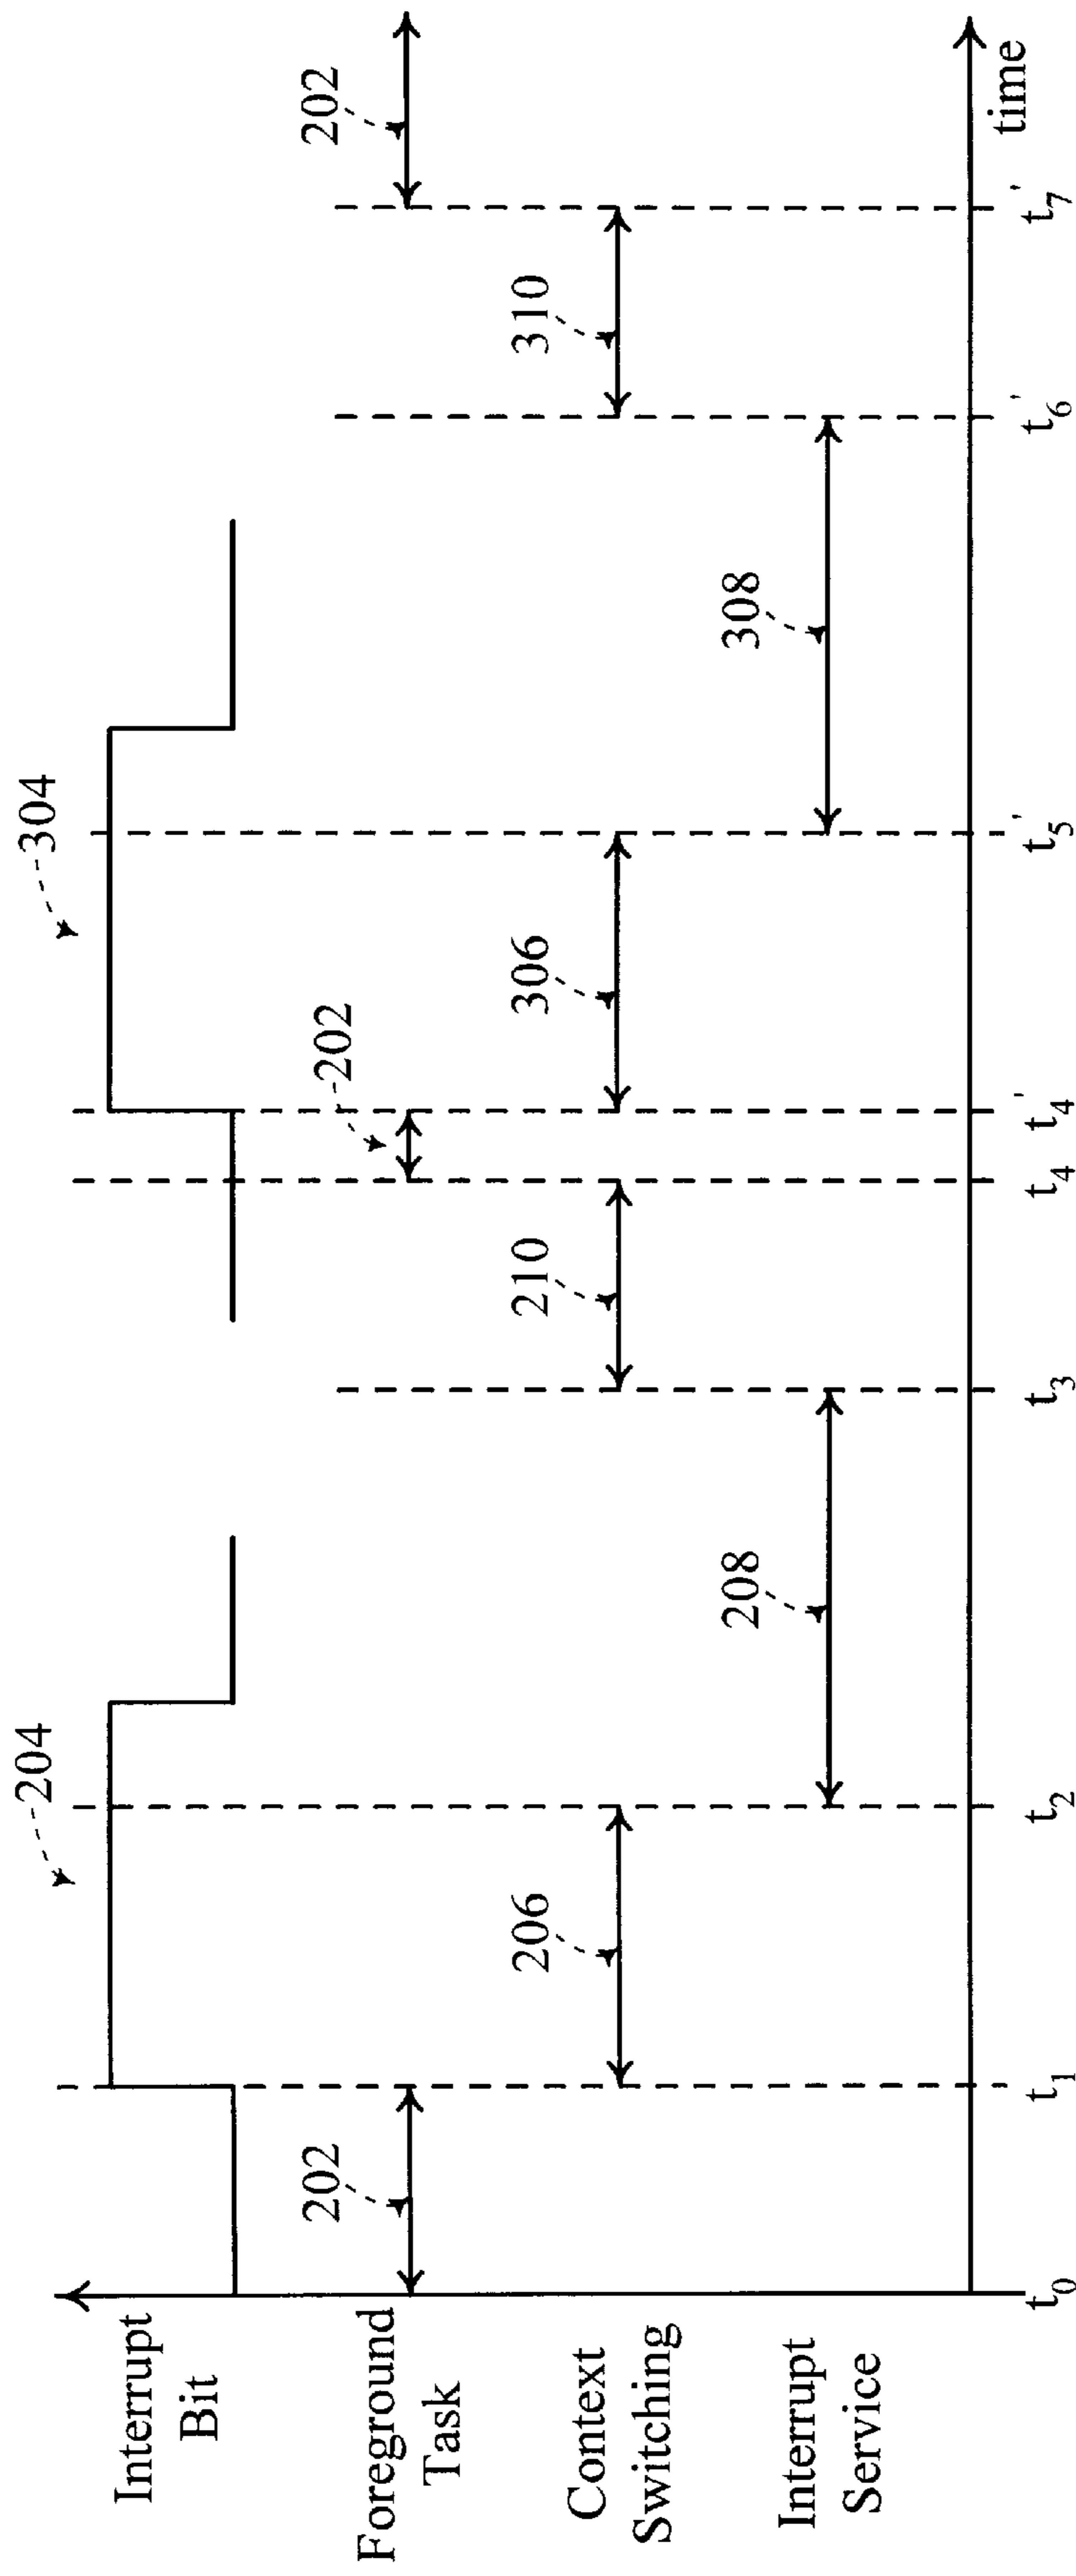 304
204
202
202
202
Interrupt
Bit
Foreground
Task
310
306
210
206
Context
Switching
308
208
Interrupt
Service
time
t0
t1
t2
t3
t4
t4'
t5'
t6'
t7'